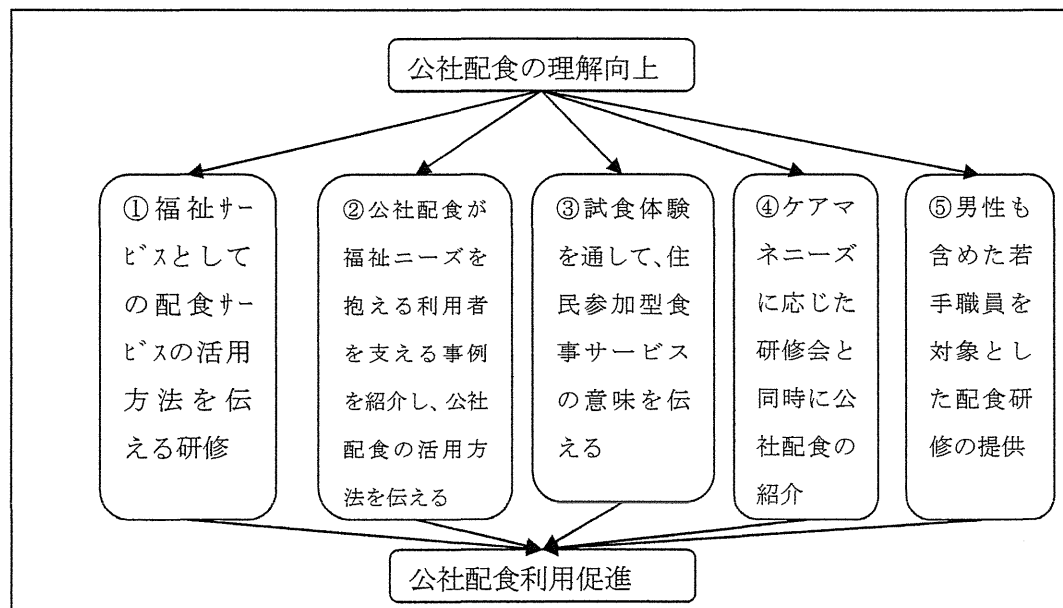 公社配食の理解向上
①福祉ｻｰ
ﾋﾞｽとして
の配食ｻｰ
ﾋﾞｽの活用
方法を伝
える研修
②公社配食が
福祉ニーズを
抱える利用者
を支える事例
を紹介し、公社
配食の活用方
法を伝える
③試食体験
を通して、住
民参加型食
事サービス
の意味を伝
える
④ケアマ
ネニーズ
に応じた
研修会と
同時に公
社配食の
紹介
⑤男性も
含めた若
手職員を
対象とし
た配食研
修の提供
公社配食利用促進